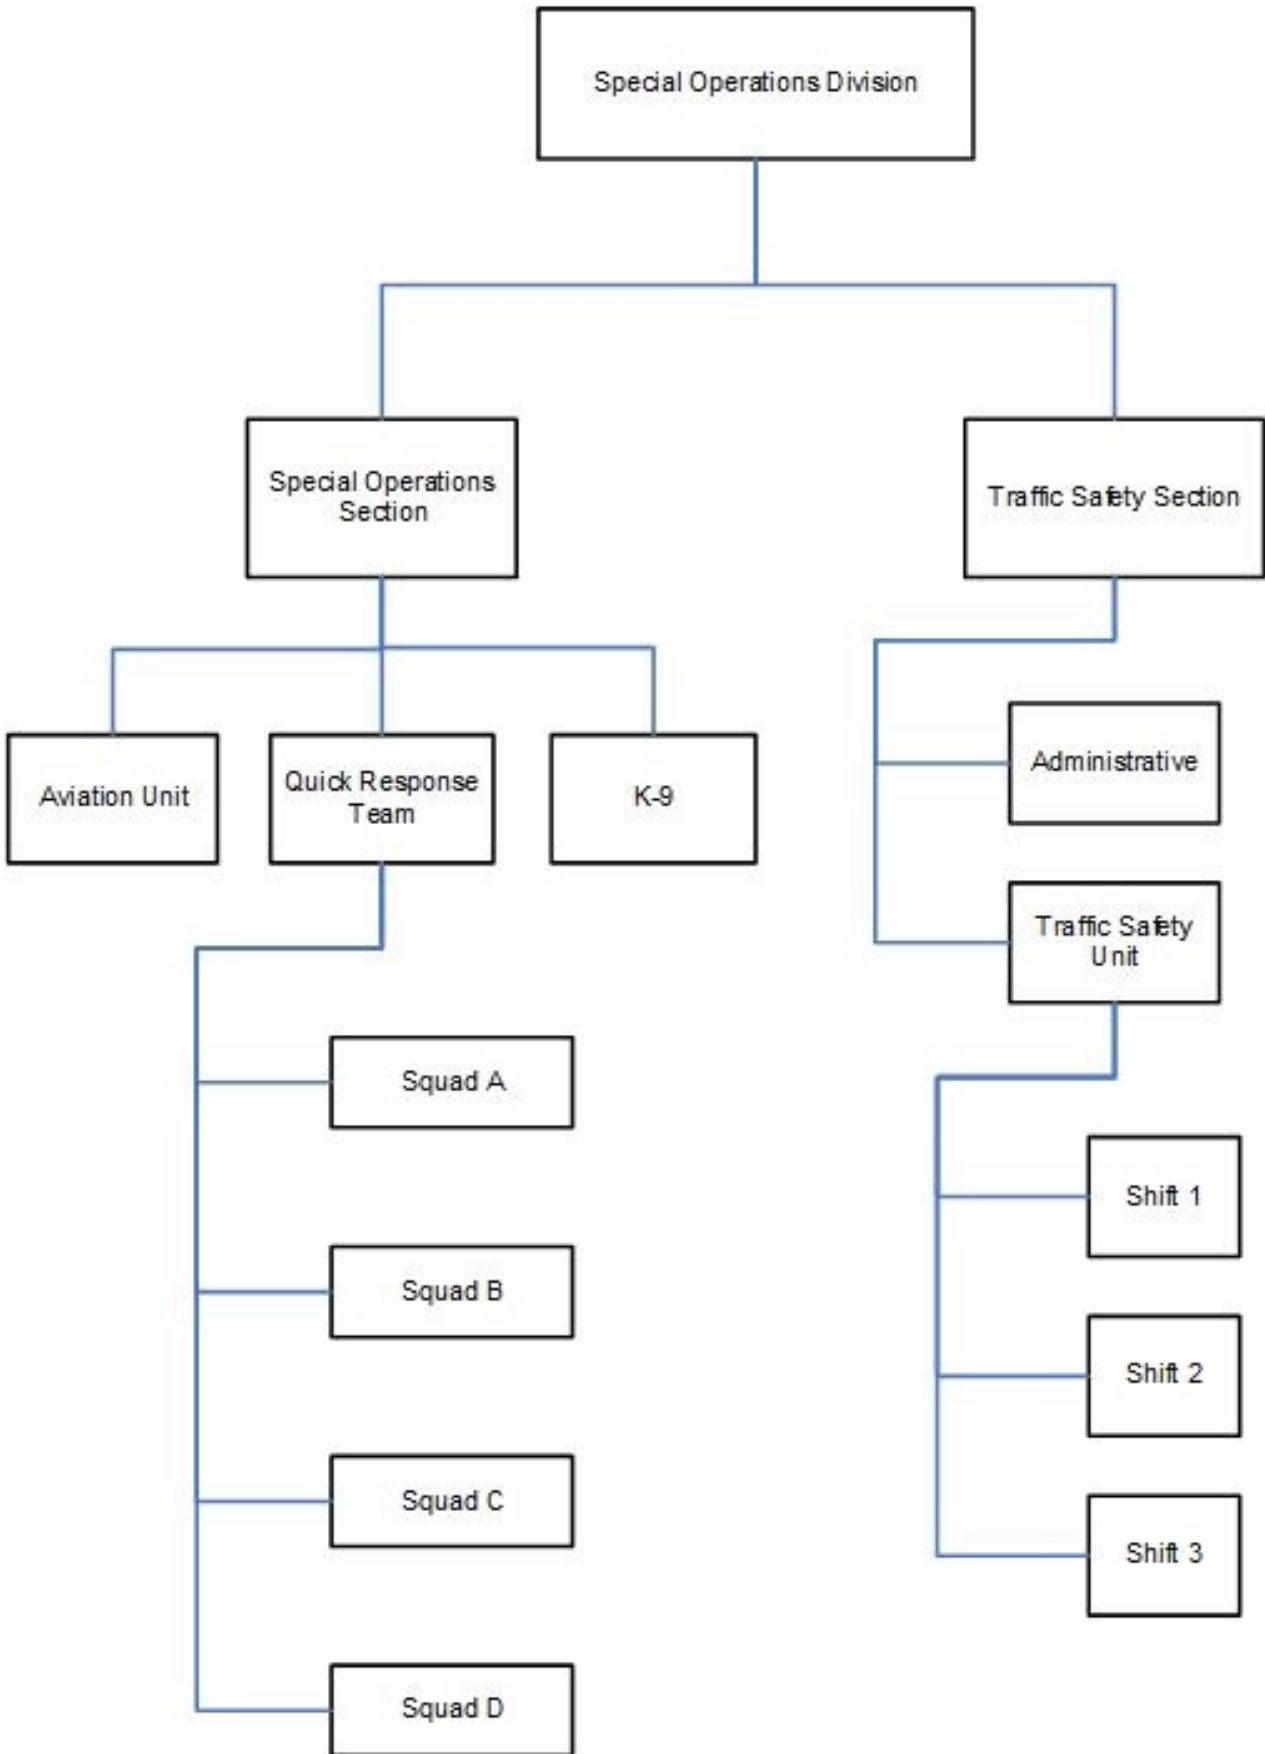 Special Operations Division
Special Operations
Section
Traffic Safety Section
Aviation Unit
Quick Response
Team
K-9
Administrative
Traffic Safety
Unit
Squad A
Squad B
Squad C
Squad D
Shift 1
Shift 2
Shift 3